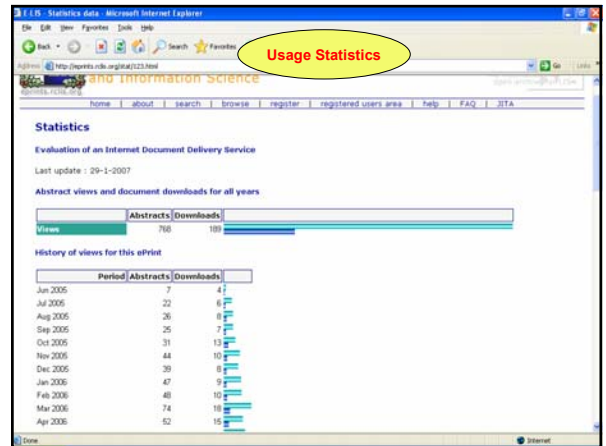 E-LIS - Statistics data - Microsoft Internet Explorer
File Edit View Favorites Tools Help
Back Search Favorites
Usage Statistics
Address http://eprints.rclis.org/stat/123.html Go Links
and Information Science
eprints.rclis.org
home | about | search | browse | register | registered users area | help | FAQ | JITA
Statistics
Evaluation of an Internet Document Delivery Service
Last update : 29-1-2007
Abstract views and document downloads for all years
Abstracts Downloads
Views 768 189
History of views for this ePrint
Period Abstracts Downloads
Jun 2005 7 4
Jul 2005 22 6
Aug 2005 26 8
Sep 2005 25 7
Oct 2005 31 13
Nov 2005 44 10
Dec 2005 39 8
Jan 2006 47 9
Feb 2006 48 10
Mar 2006 74 18
Apr 2006 52 15
Done Internet